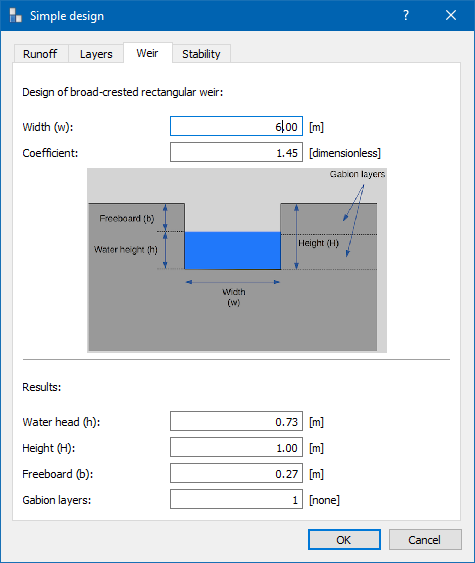 Simple design ? ×
Runoff Layers Weir Stability
Design of broad-crested rectangular weir:
Width (w): 6.00 [m]
Coefficient: 1.45 [dimensionless]
Gabion layers
Freeboard (b)
Water height (h) Height (H)
Width
(w)
Results:
Water head (h): 0.73 [m]
Height (H): 1.00 [m]
Freeboard (b): 0.27 [m]
Gabion layers: 1 [none]
OK Cancel